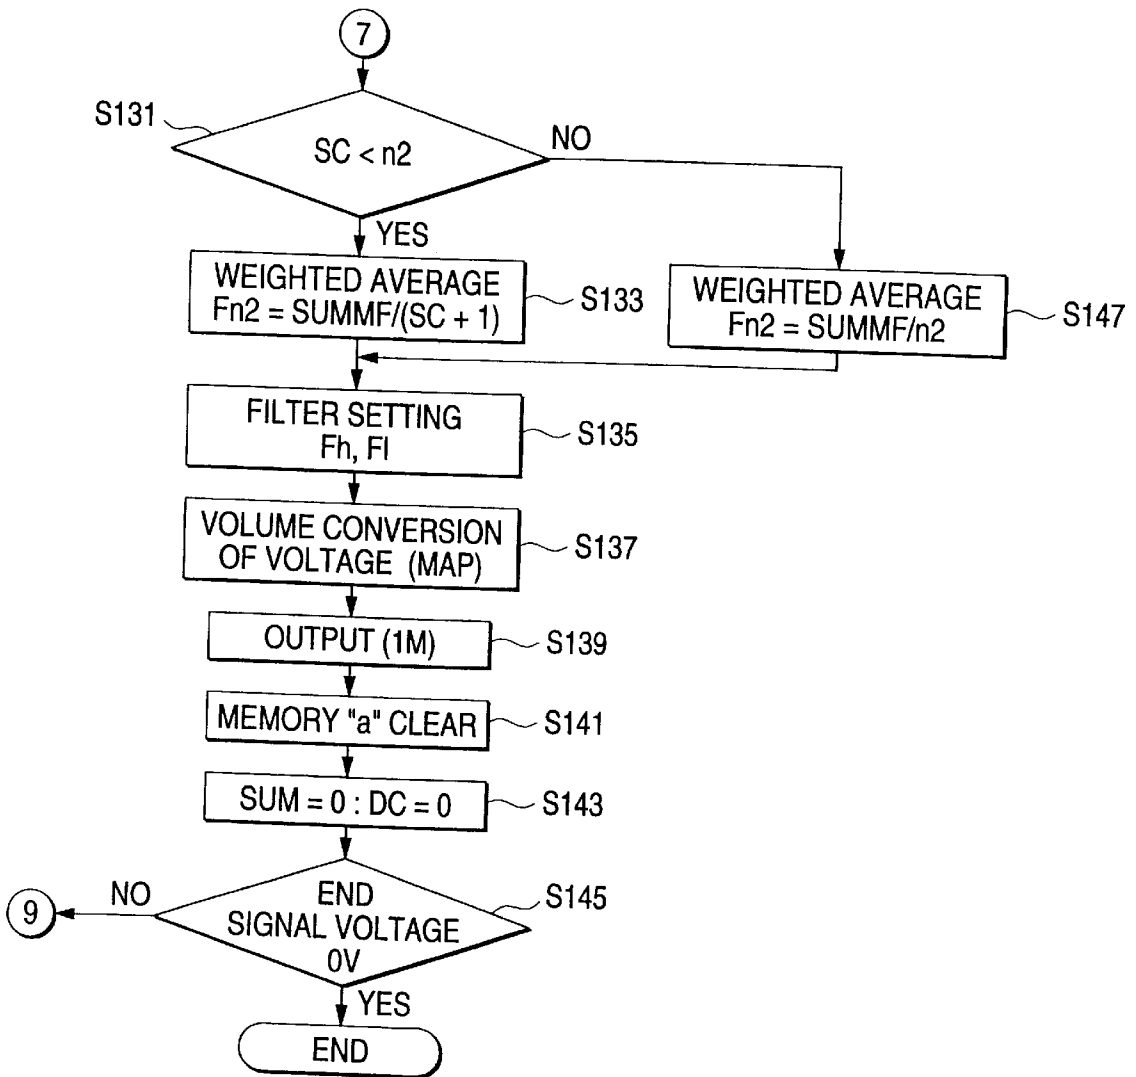 7
S131
SC < n2
NO
YES
WEIGHTED AVERAGE
Fn2 = SUMMF/(SC + 1)
S133
WEIGHTED AVERAGE
Fn2 = SUMMF/n2
S147
FILTER SETTING
Fh, Fl
S135
VOLUME CONVERSION
OF VOLTAGE (MAP)
S137
OUTPUT (1M)
S139
MEMORY "a" CLEAR
S141
SUM = 0 : DC = 0
S143
END
SIGNAL VOLTAGE
0V
S145
NO
9
YES
END